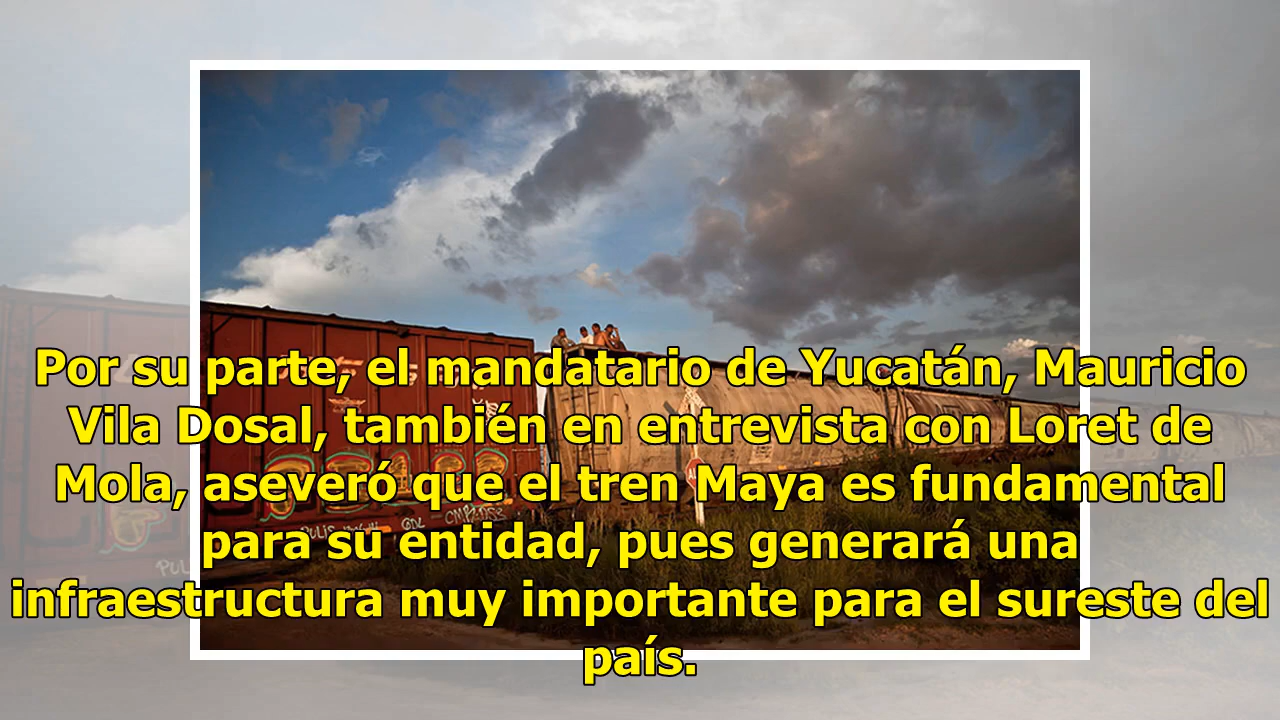 Por su parte, el mandatario de Yucatán, Mauricio
Vila Dosal, también en entrevista con Loret de
Mola, aseveró que el tren Maya es fundamental
para su entidad, pues generará una
infraestructura muy importante para el sureste del
país.